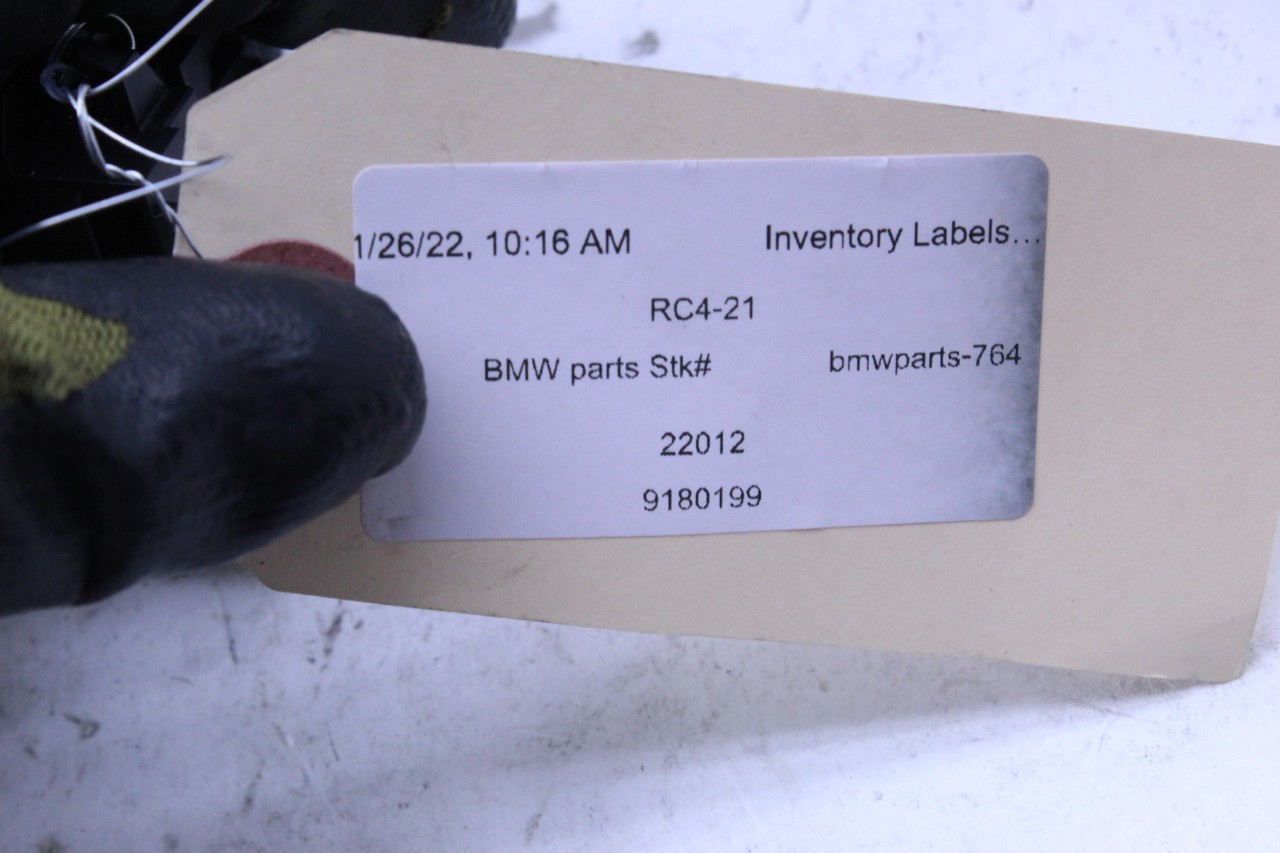 1/26/22, 10:16 AM Inventory Labels...
RC4-21
BMW parts Stk# bmwparts-764
22012
9180199